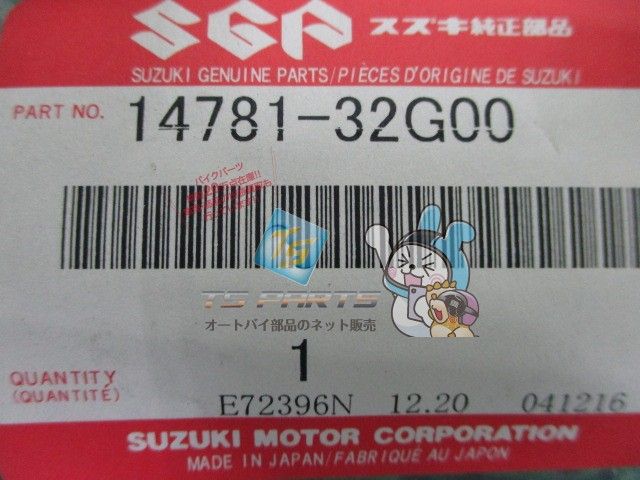 SGP スズキ純正部品
SUZUKI GENUINE PARTS/PIÈCES D'ORIGINE DE SUZUKI
PART NO. 14781-32G00
バイクパーツ
TS PARTS
オートバイ部品のネット販売
QUANTITY 1
(QUANTITÉ)
E72396N 12.20 041216
SUZUKI MOTOR CORPORATION
MADE IN JAPAN/FABRIQUÉ AU JAPON